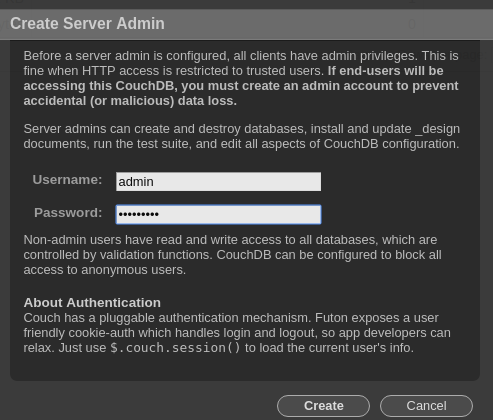 Create Server Admin
Before a server admin is configured, all clients have admin privileges. This is
fine when HTTP access is restricted to trusted users. If end-users will be
accessing this CouchDB, you must create an admin account to prevent
accidental (or malicious) data loss.
Server admins can create and destroy databases, install and update _design
documents, run the test suite, and edit all aspects of CouchDB configuration.
Username: admin
Password: •••••••••
Non-admin users have read and write access to all databases, which are
controlled by validation functions. CouchDB can be configured to block all
access to anonymous users.
About Authentication
Couch has a pluggable authentication mechanism. Futon exposes a user
friendly cookie-auth which handles login and logout, so app developers can
relax. Just use $.couch.session() to load the current user's info.
Create Cancel